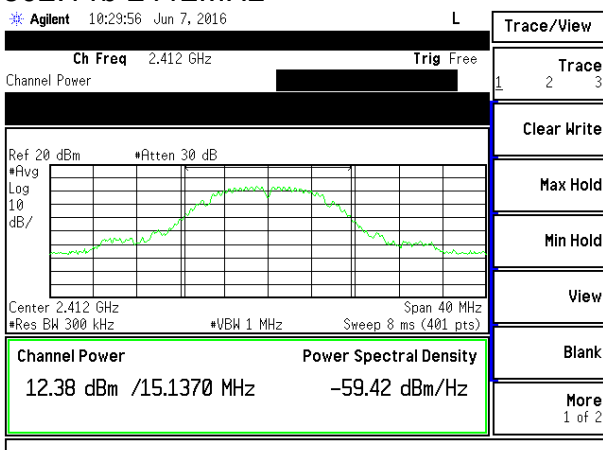 Agilent 10:29:56 Jun 7, 2016 L
Trace/View
Ch Freq 2.412 GHz Trig Free
Channel Power
Trace
1 2 3
Clear Write
Max Hold
Min Hold
View
Blank
More
1 of 2
Ref 20 dBm #Atten 30 dB
#Avg
Log
10
dB/
Center 2.412 GHz Span 40 MHz
#Res BW 300 kHz #VBW 1 MHz Sweep 8 ms (401 pts)
Channel Power Power Spectral Density
12.38 dBm /15.1370 MHz -59.42 dBm/Hz